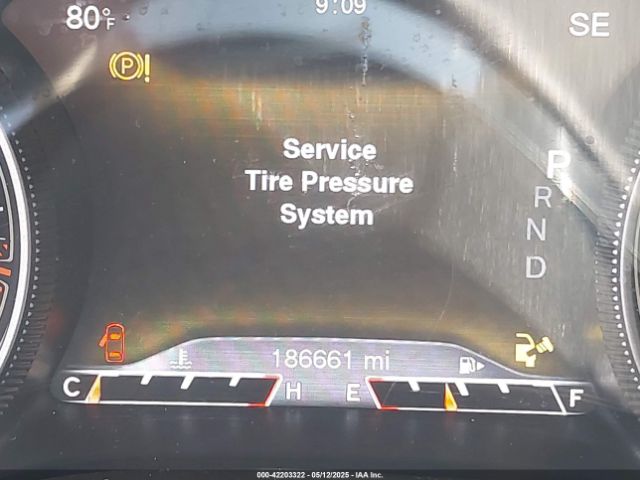 80°F
9:09
SE
(P)!
Service
Tire Pressure
System
P
R
N
D
186661 mi
C H E F
000-42203322 - 05/12/2025 - IAA Inc.